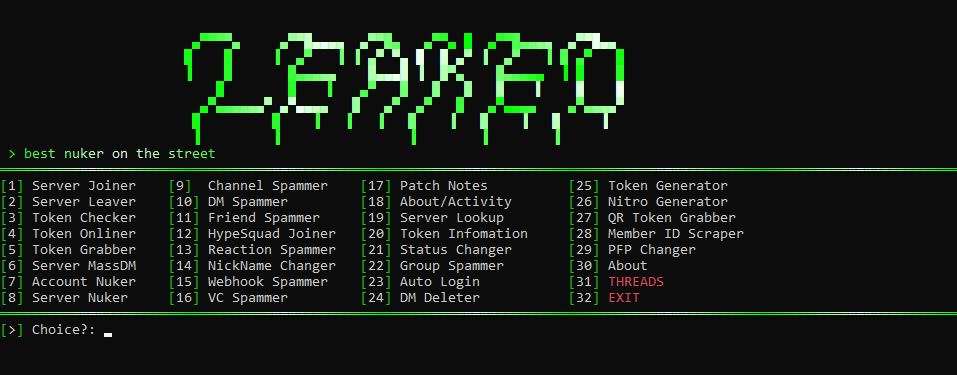 LEAKED
> best nuker on the street
[1] Server Joiner [9] Channel Spammer [17] Patch Notes [25] Token Generator
[2] Server Leaver [10] DM Spammer [18] About/Activity [26] Nitro Generator
[3] Token Checker [11] Friend Spammer [19] Server Lookup [27] QR Token Grabber
[4] Token Onliner [12] HypeSquad Joiner [20] Token Infomation [28] Member ID Scraper
[5] Token Grabber [13] Reaction Spammer [21] Status Changer [29] PFP Changer
[6] Server MassDM [14] NickName Changer [22] Group Spammer [30] About
[7] Account Nuker [15] Webhook Spammer [23] Auto Login [31] THREADS
[8] Server Nuker [16] VC Spammer [24] DM Deleter [32] EXIT
[>] Choice?: